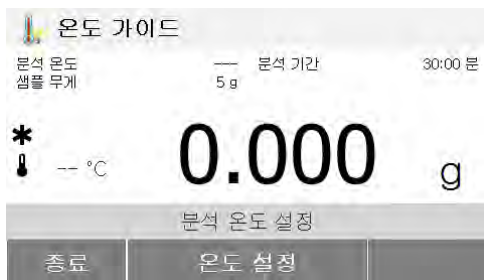 온도 가이드
분석 온도 --- 분석 기간 30:00 분
샘플 무게 5 g
* 0.000 g
-- °C
분석 온도 설정
종료 온도 설정